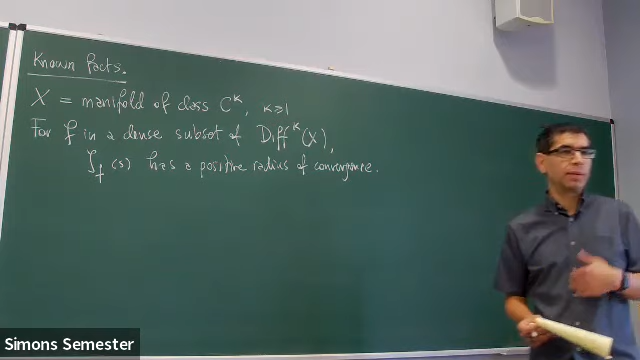 Known facts.
X = manifold of class C^k, k ≥ 1
For f in a dense subset of Diff^k(X),
ζ_f(s) has a positive radius of convergence.
Simons Semester